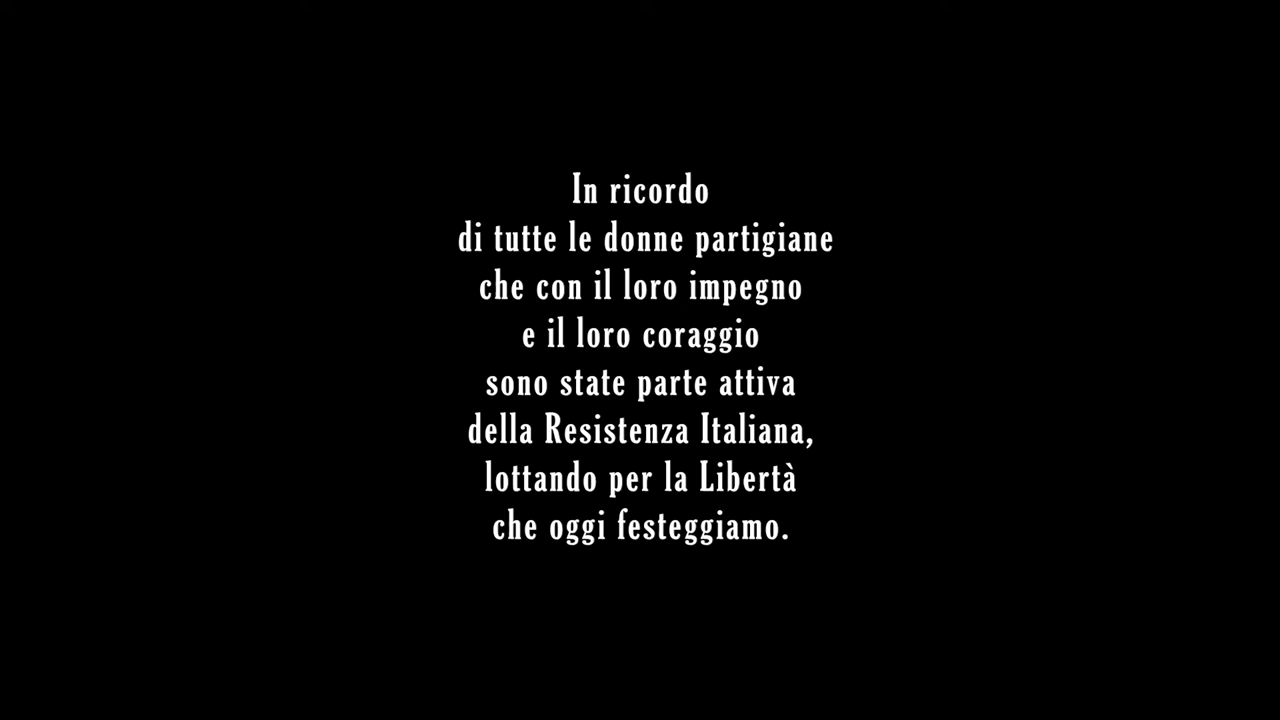 In ricordo
di tutte le donne partigiane
che con il loro impegno
e il loro coraggio
sono state parte attiva
della Resistenza Italiana,
lottando per la Libertà
che oggi festeggiamo.